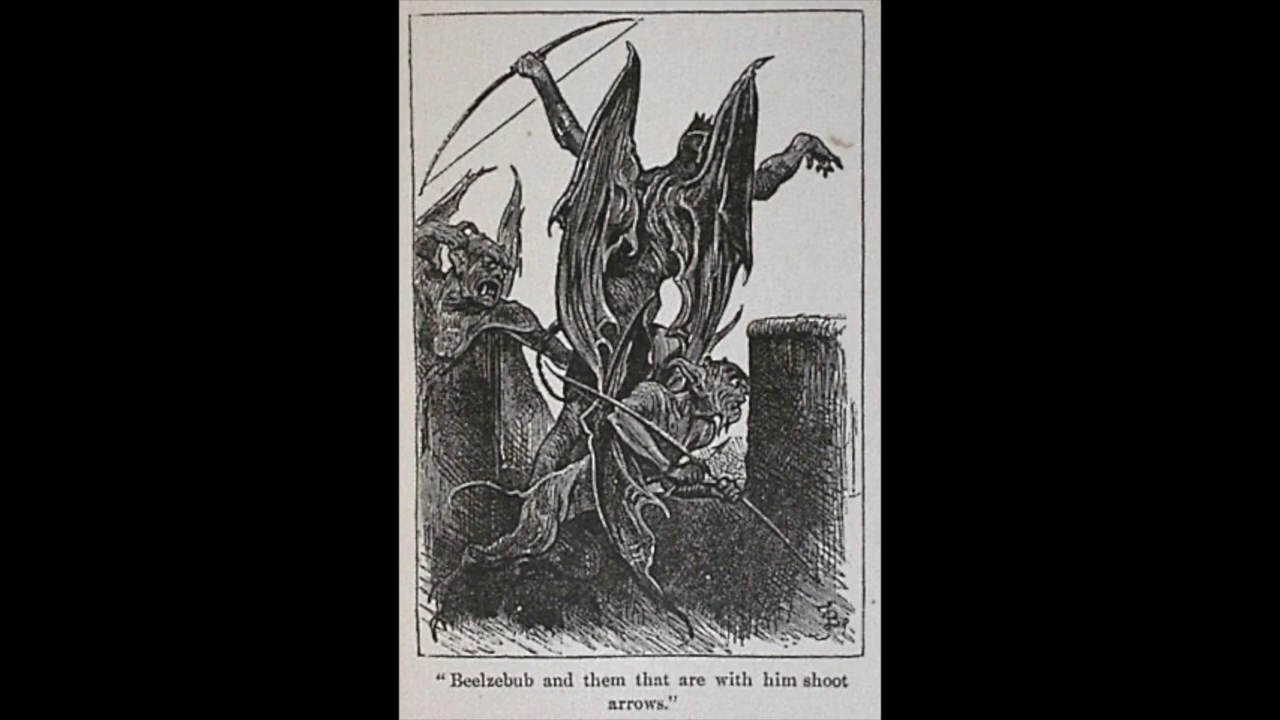 “Beelzebub and them that are with him shoot
arrows.”